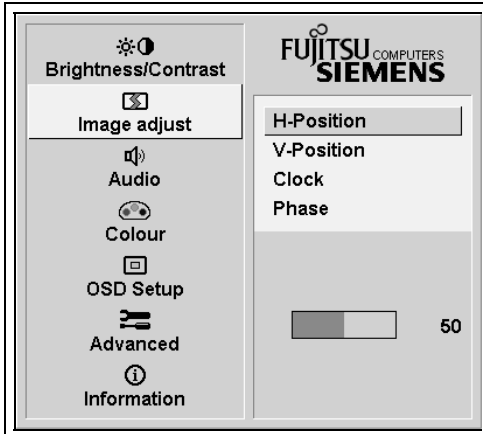 Brightness/Contrast
Image adjust
Audio
Colour
OSD Setup
Advanced
Information
FUJITSU COMPUTERS
SIEMENS
H-Position
V-Position
Clock
Phase
50